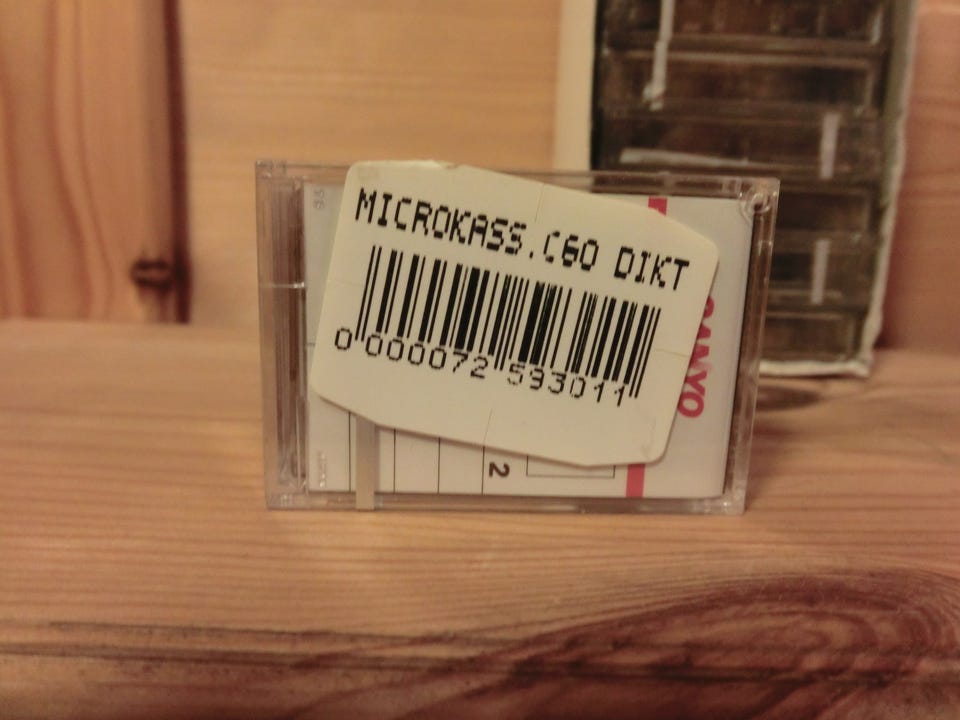 MICROKASS.C60 DIKT
0 000072 593011
SANYO
2